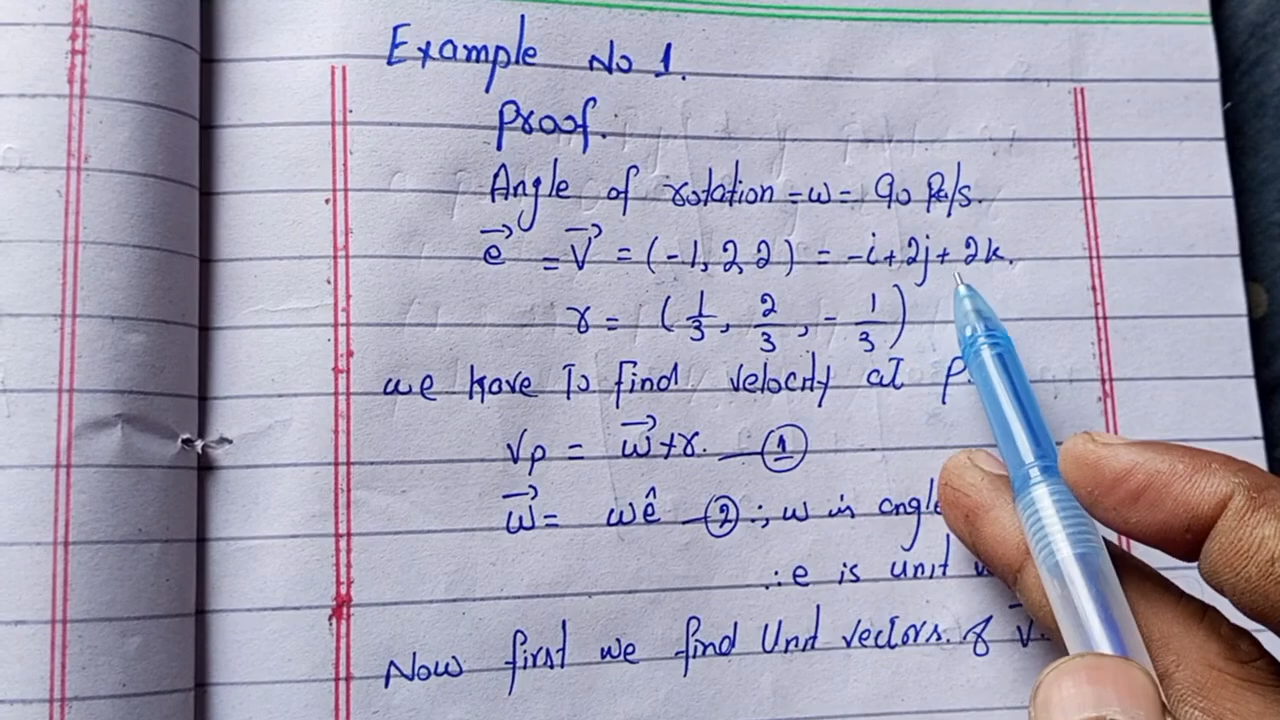 Example No 1.
Proof.
Angle of rotation = ω = 90 R/s.
e⃗ = V⃗ = (-1, 2, 2) = -i+2j+2k.
r = (1/3, 2/3, -1/3)
we have To find velocity at P.
Vp = ω⃗ × r. — ①
ω⃗ = ωê — ② ∴ ω is angle
∴ e is unit
Now first we find Unit vectors. of V⃗.